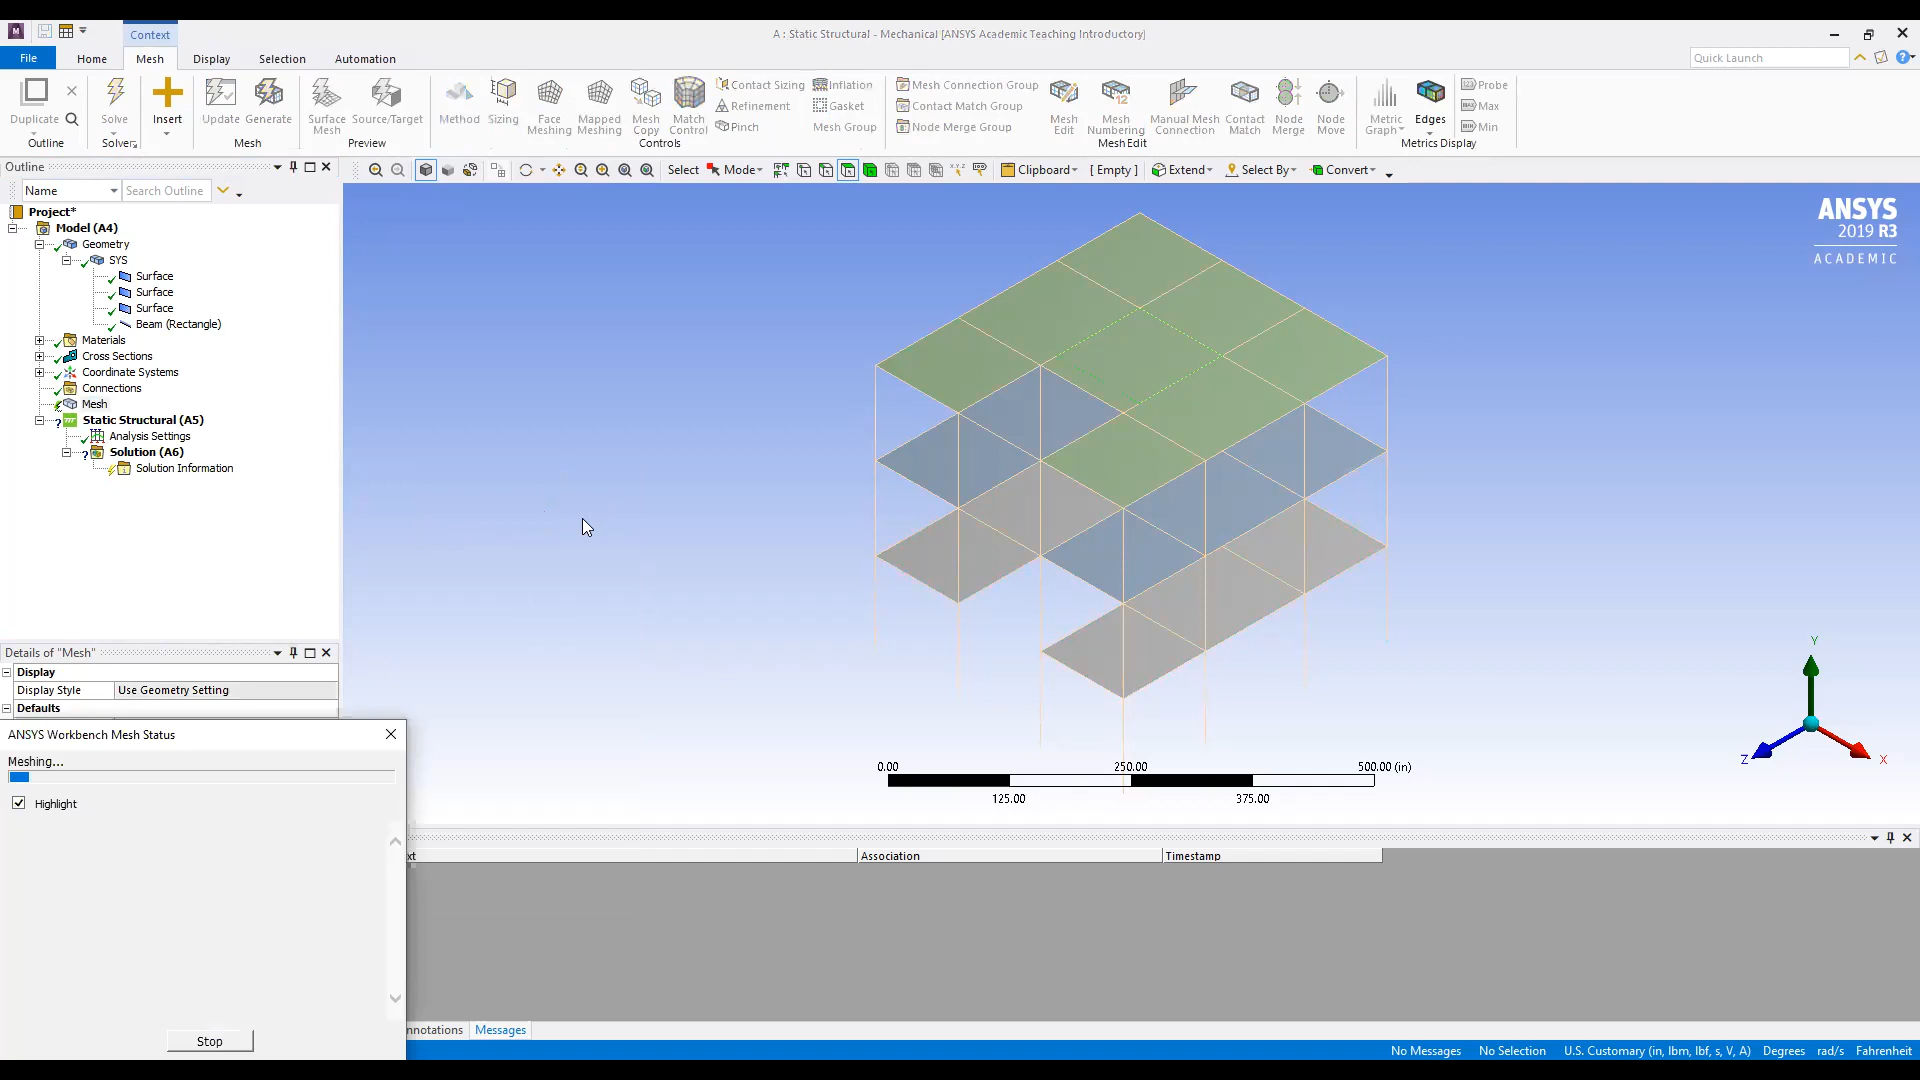 Context
A : Static Structural - Mechanical [ANSYS Academic Teaching Introductory]
File Home Mesh Display Selection Automation
Quick Launch
Duplicate
Outline
Solve
Solver
Insert
Update Generate
Mesh
Surface Mesh Source/Target
Preview
Method Sizing Face Meshing Mapped Meshing Mesh Copy Match Control
Contact Sizing Inflation
Refinement Gasket
Pinch Mesh Group
Controls
Mesh Connection Group
Contact Match Group
Node Merge Group
Mesh Edit Mesh Numbering Manual Mesh Connection Contact Match Node Merge Node Move
Mesh Edit
Metric Graph Edges
Probe
Max
Min
Metrics Display
Outline
Select Mode Clipboard [ Empty ] Extend Select By Convert
Name Search Outline
Project*
Model (A4)
Geometry
SYS
Surface
Surface
Surface
Beam (Rectangle)
Materials
Cross Sections
Coordinate Systems
Connections
Mesh
Static Structural (A5)
Analysis Settings
Solution (A6)
Solution Information
ANSYS
2019 R3
ACADEMIC
Y
Z
X
0.00 250.00 500.00 (in)
125.00 375.00
Details of "Mesh"
Display
Display Style Use Geometry Setting
Defaults
ANSYS Workbench Mesh Status
Meshing...
Highlight
Stop
xt Association Timestamp
nnotations Messages
No Messages No Selection U.S. Customary (in, lbm, lbf, s, V, A) Degrees rad/s Fahrenheit